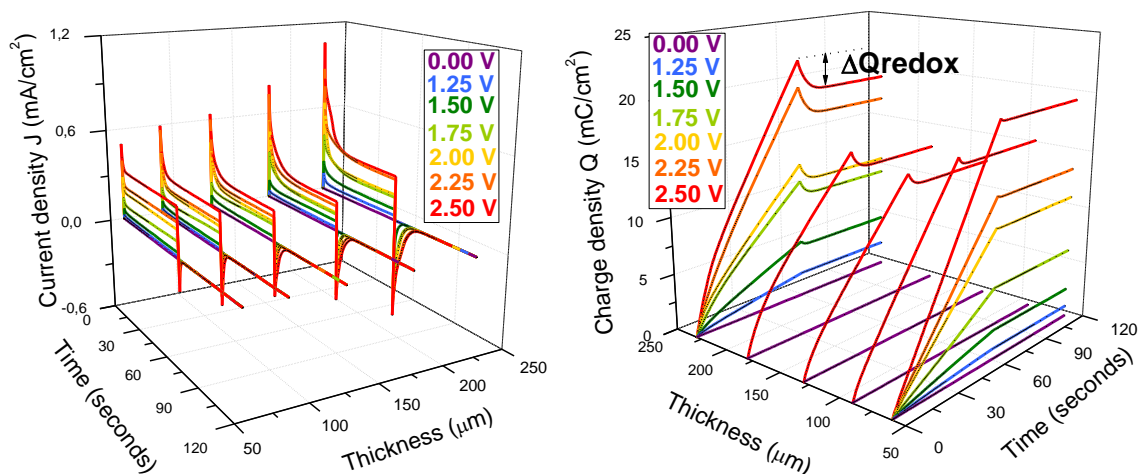 Current density J (mA/cm²)
1,2
0,6
0,0
-0,6
0
30
60
90
120
Time (seconds)
50
100
150
200
250
Thickness (μm)
0.00 V
1.25 V
1.50 V
1.75 V
2.00 V
2.25 V
2.50 V
Charge density Q (mC/cm²)
25
20
15
10
5
0
250
200
150
100
50
Thickness (μm)
0
30
60
90
120
Time (seconds)
0.00 V
1.25 V
1.50 V
1.75 V
2.00 V
2.25 V
2.50 V
ΔQredox